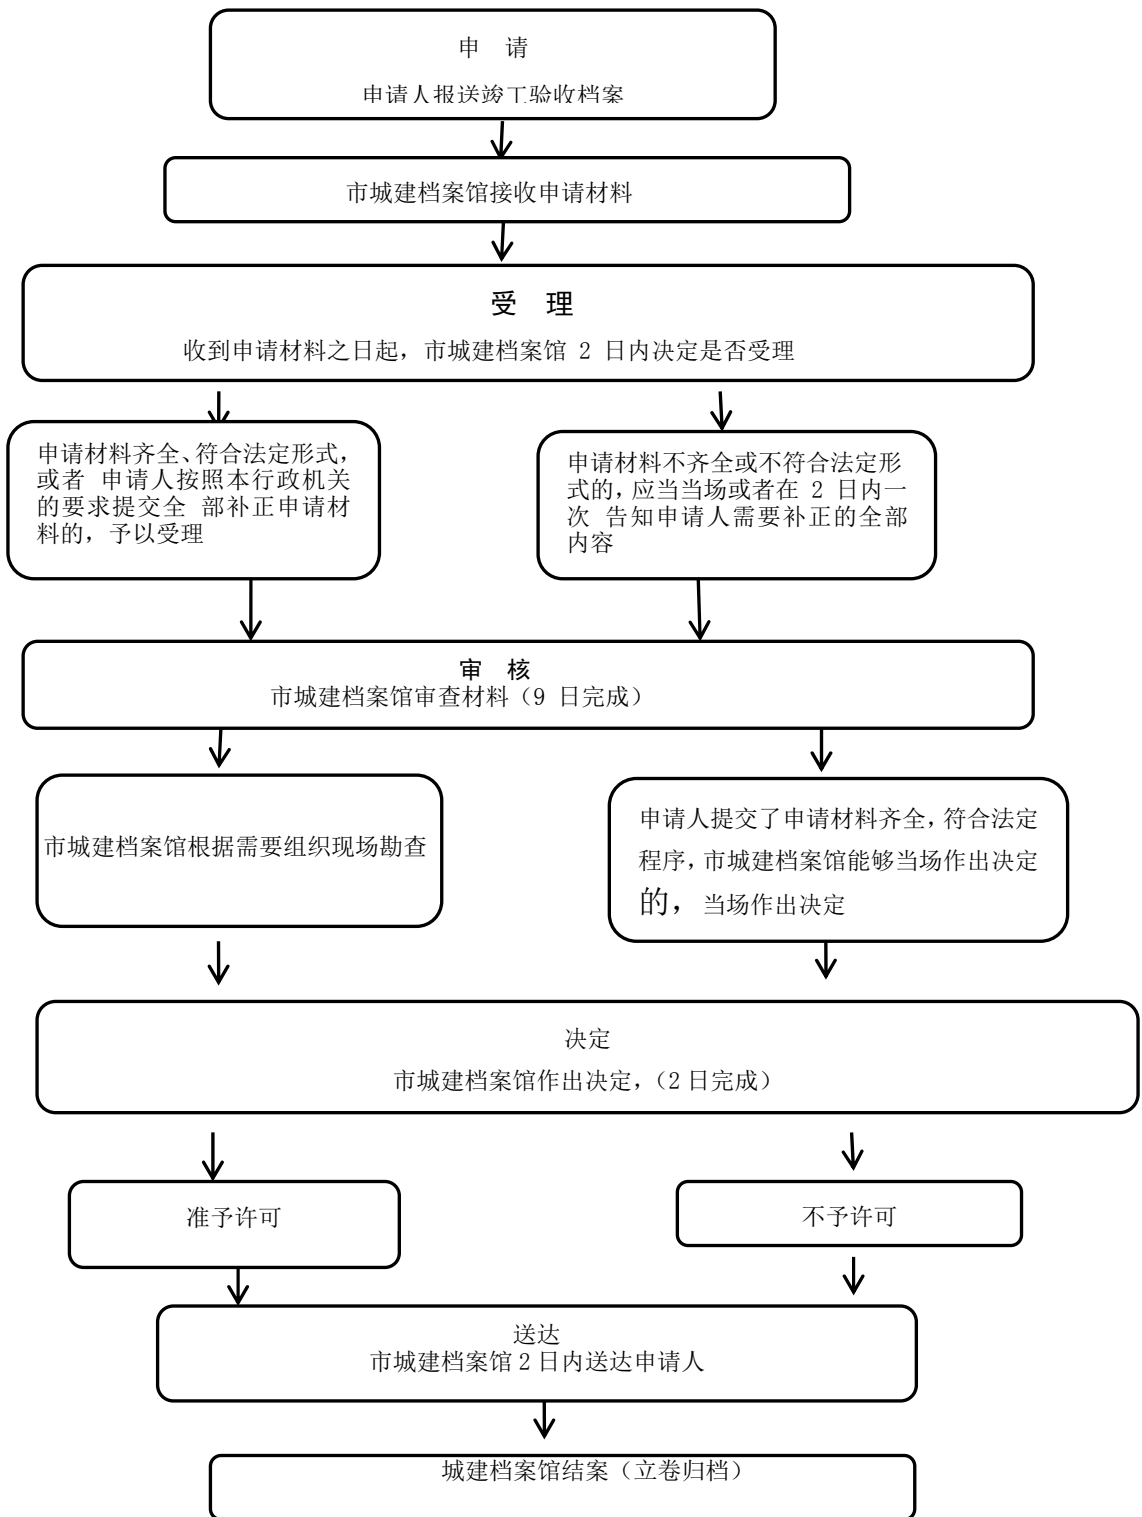 申 请
申请人报送竣工验收档案
市城建档案馆接收申请材料
受 理
收到申请材料之日起，市城建档案馆 2 日内决定是否受理
申请材料齐全、符合法定形式，
或者 申请人按照本行政机关
的要求提交全 部补正申请材
料的，予以受理
申请材料不齐全或不符合法定形
式的，应当当场或者在 2 日内一
次 告知申请人需要补正的全部
内容
审 核
市城建档案馆审查材料（9 日完成）
市城建档案馆根据需要组织现场勘查
申请人提交了申请材料齐全，符合法定
程序，市城建档案馆能够当场作出决定
的，当场作出决定
决定
市城建档案馆作出决定，（2日完成）
准予许可
不予许可
送达
市城建档案馆2日内送达申请人
城建档案馆结案（立卷归档）